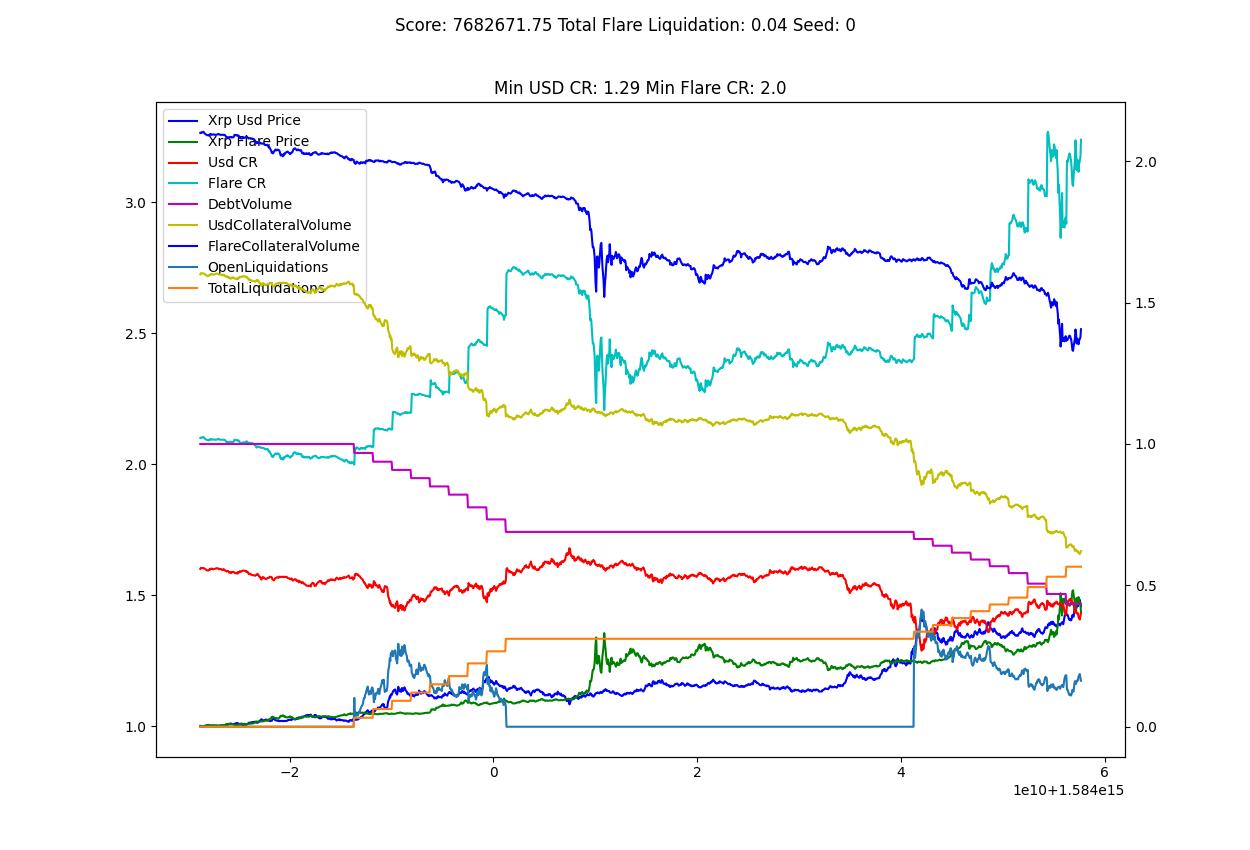 Score: 7682671.75 Total Flare Liquidation: 0.04 Seed: 0
Min USD CR: 1.29 Min Flare CR: 2.0
Xrp Usd Price
Xrp Flare Price
Usd CR
Flare CR
DebtVolume
UsdCollateralVolume
FlareCollateralVolume
OpenLiquidations
TotalLiquidations
3.0
2.5
2.0
1.5
1.0
2.0
1.5
1.0
0.5
0.0
−2
0
2
4
6
1e10+1.584e15